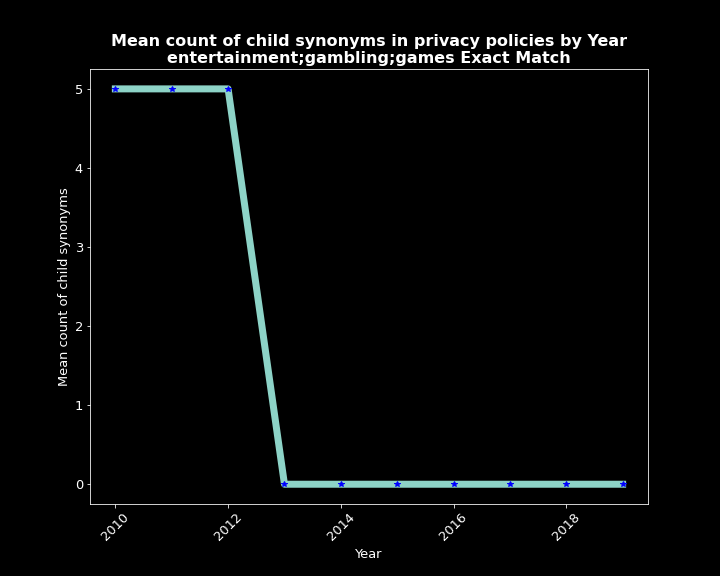 Mean count of child synonyms in privacy policies by Year
entertainment;gambling;games Exact Match
5
4
3
2
1
0
Mean count of child synonyms
2010
2012
2014
2016
2018
Year